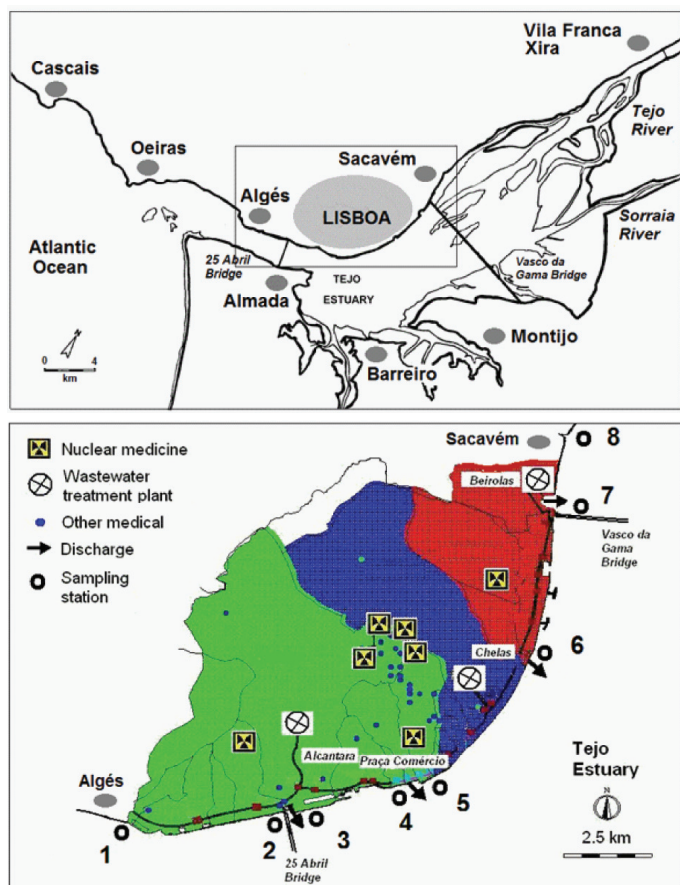 Vila Franca
Xira
Cascais
Tejo
River
Oeiras
Sacavém
Algés
LISBOA
Sorraia
River
Atlantic
Ocean
25 Abril
Bridge
TEJO
ESTUARY
Vasco da
Gama Bridge
Almada
Montijo
Barreiro
0 4
km
Nuclear medicine
Wastewater
treatment plant
Other medical
Discharge
Sampling
station
Sacavém
8
Beirolas
7
Vasco da
Gama
Bridge
6
Chelas
Alcantara
Praça Comércio
Tejo
Estuary
Algés
5
4
3
2
1
25 Abril
Bridge
N
2.5 km